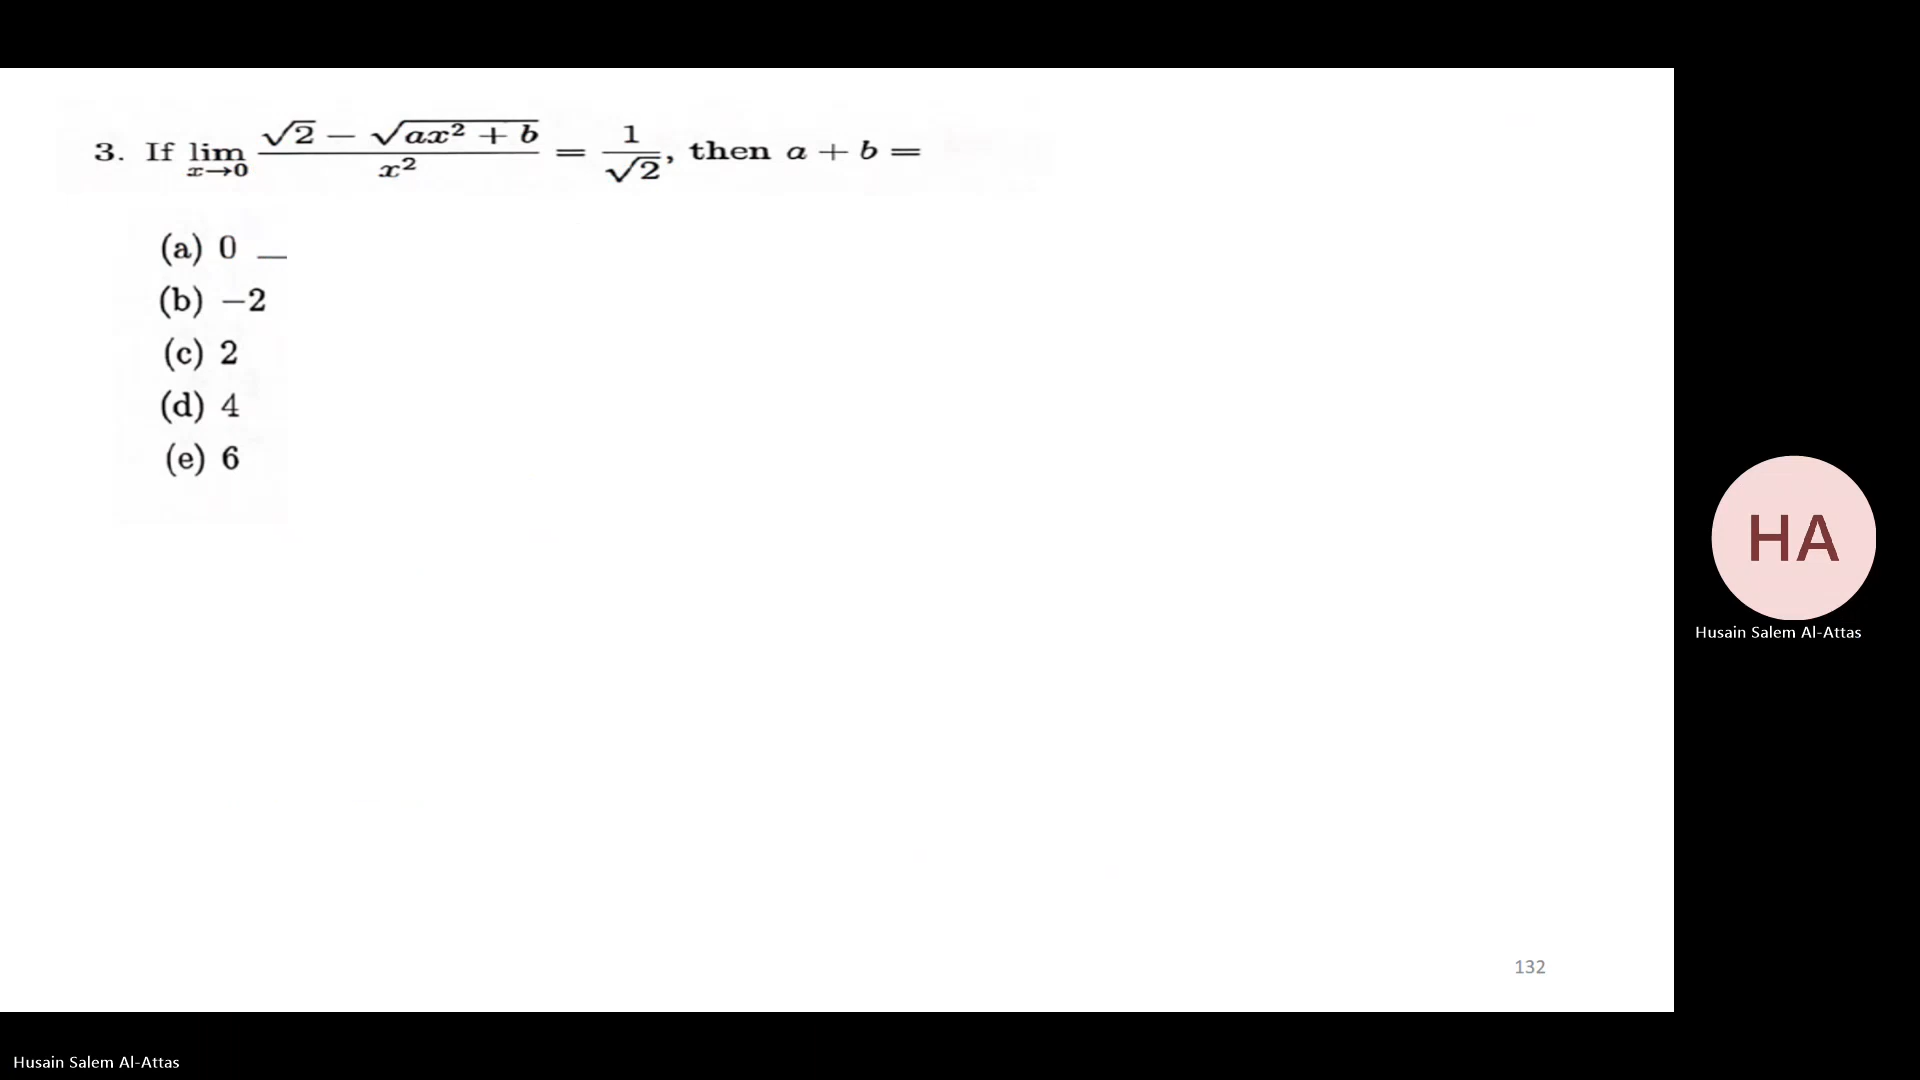 3. If lim x→0 (√2 − √(ax² + b)) / x² = 1/√2, then a + b =
(a) 0 _
(b) −2
(c) 2
(d) 4
(e) 6
HA
Husain Salem Al-Attas
132
Husain Salem Al-Attas